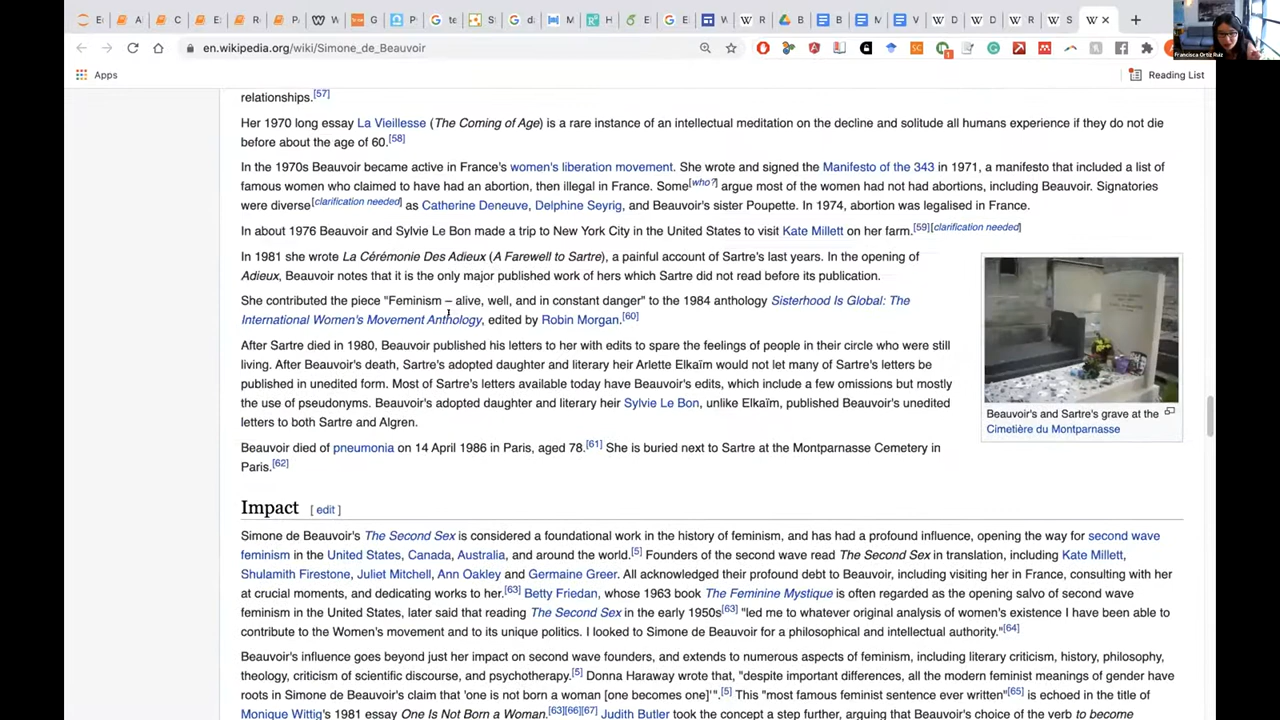 en.wikipedia.org/wiki/Simone_de_Beauvoir
Francisca Ortiz Ruiz
Apps
Reading List
relationships.[57]
Her 1970 long essay La Vieillesse (The Coming of Age) is a rare instance of an intellectual meditation on the decline and solitude all humans experience if they do not die
before about the age of 60.[58]
In the 1970s Beauvoir became active in France's women's liberation movement. She wrote and signed the Manifesto of the 343 in 1971, a manifesto that included a list of
famous women who claimed to have had an abortion, then illegal in France. Some[who?] argue most of the women had not had abortions, including Beauvoir. Signatories
were diverse[clarification needed] as Catherine Deneuve, Delphine Seyrig, and Beauvoir's sister Poupette. In 1974, abortion was legalised in France.
In about 1976 Beauvoir and Sylvie Le Bon made a trip to New York City in the United States to visit Kate Millett on her farm.[59][clarification needed]
In 1981 she wrote La Cérémonie Des Adieux (A Farewell to Sartre), a painful account of Sartre's last years. In the opening of
Adieux, Beauvoir notes that it is the only major published work of hers which Sartre did not read before its publication.
She contributed the piece "Feminism – alive, well, and in constant danger" to the 1984 anthology Sisterhood Is Global: The
International Women's Movement Anthology, edited by Robin Morgan.[60]
After Sartre died in 1980, Beauvoir published his letters to her with edits to spare the feelings of people in their circle who were still
living. After Beauvoir's death, Sartre's adopted daughter and literary heir Arlette Elkaïm would not let many of Sartre's letters be
published in unedited form. Most of Sartre's letters available today have Beauvoir's edits, which include a few omissions but mostly
the use of pseudonyms. Beauvoir's adopted daughter and literary heir Sylvie Le Bon, unlike Elkaïm, published Beauvoir's unedited
letters to both Sartre and Algren.
Beauvoir's and Sartre's grave at the
Cimetière du Montparnasse
Beauvoir died of pneumonia on 14 April 1986 in Paris, aged 78.[61] She is buried next to Sartre at the Montparnasse Cemetery in
Paris.[62]
Impact [ edit ]
Simone de Beauvoir's The Second Sex is considered a foundational work in the history of feminism, and has had a profound influence, opening the way for second wave
feminism in the United States, Canada, Australia, and around the world.[5] Founders of the second wave read The Second Sex in translation, including Kate Millett,
Shulamith Firestone, Juliet Mitchell, Ann Oakley and Germaine Greer. All acknowledged their profound debt to Beauvoir, including visiting her in France, consulting with her
at crucial moments, and dedicating works to her.[63] Betty Friedan, whose 1963 book The Feminine Mystique is often regarded as the opening salvo of second wave
feminism in the United States, later said that reading The Second Sex in the early 1950s[63] "led me to whatever original analysis of women's existence I have been able to
contribute to the Women's movement and to its unique politics. I looked to Simone de Beauvoir for a philosophical and intellectual authority."[64]
Beauvoir's influence goes beyond just her impact on second wave founders, and extends to numerous aspects of feminism, including literary criticism, history, philosophy,
theology, criticism of scientific discourse, and psychotherapy.[5] Donna Haraway wrote that, "despite important differences, all the modern feminist meanings of gender have
roots in Simone de Beauvoir's claim that 'one is not born a woman [one becomes one]'".[5] This "most famous feminist sentence ever written"[65] is echoed in the title of
Monique Wittig's 1981 essay One Is Not Born a Woman.[63][66][67] Judith Butler took the concept a step further, arguing that Beauvoir's choice of the verb to become